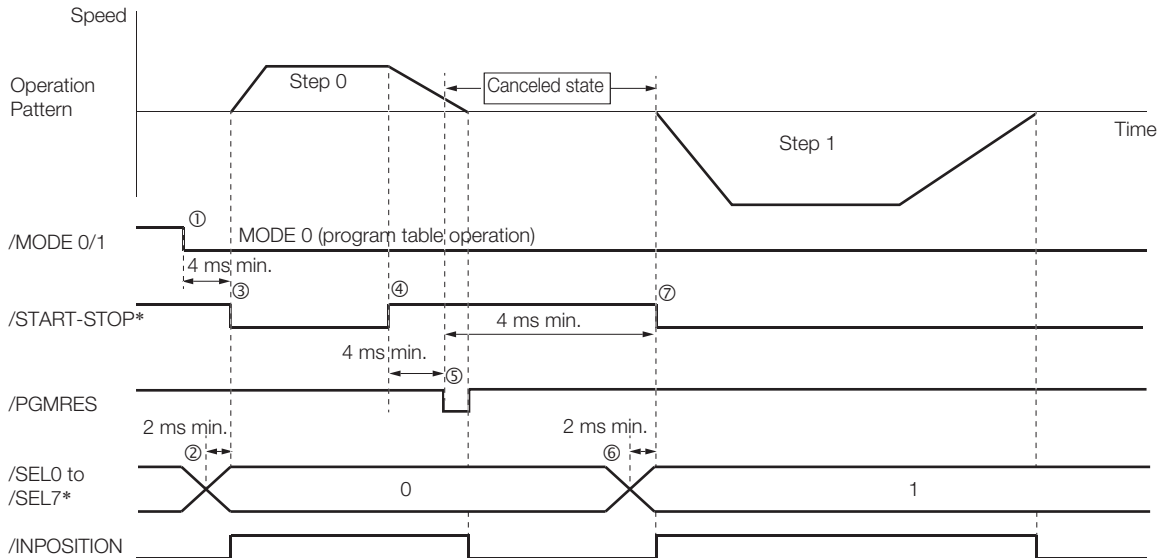 Speed
Operation
Pattern
Step 0
Canceled state
Time
Step 1
/MODE 0/1
①
MODE 0 (program table operation)
4 ms min.
/START-STOP*
③
④
⑦
4 ms min.
4 ms min.
⑤
/PGMRES
2 ms min.
②
2 ms min.
⑥
/SEL0 to
/SEL7*
0
1
/INPOSITION